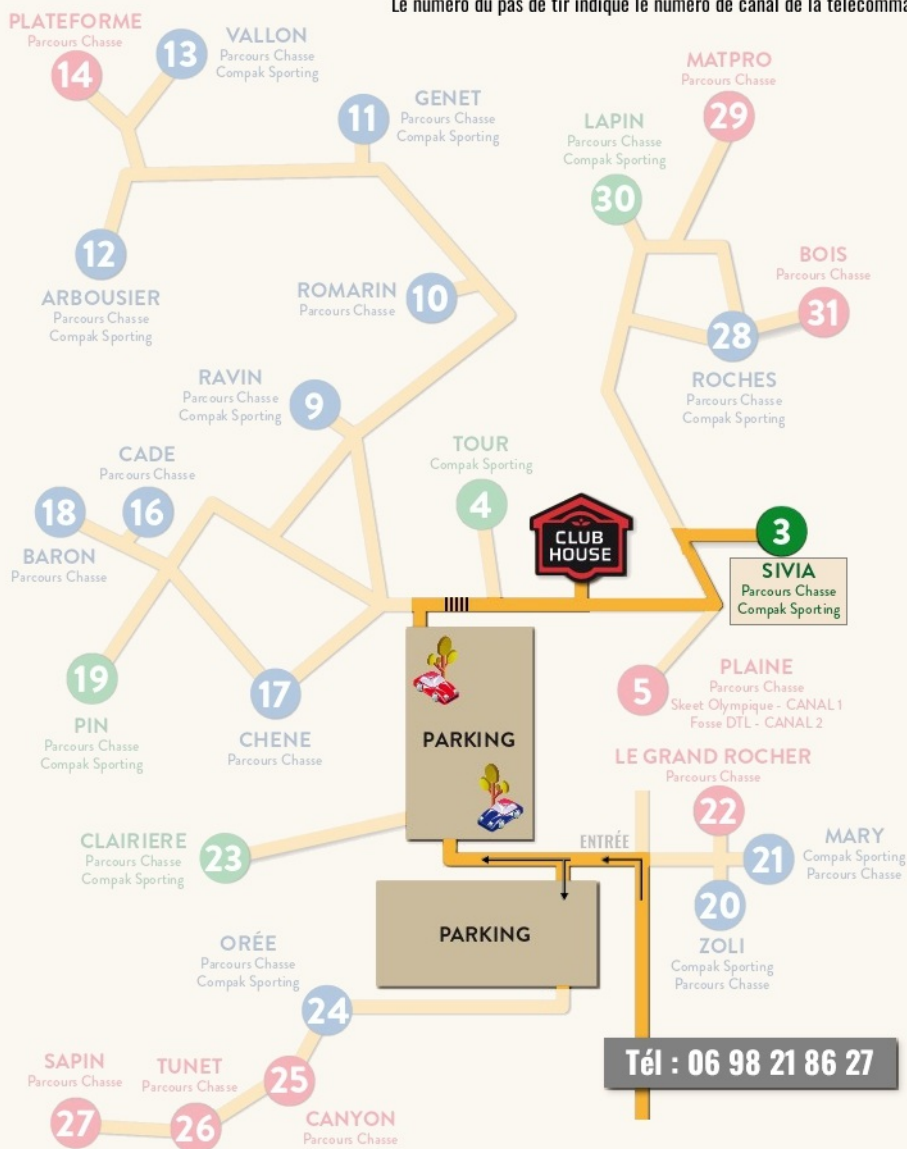 Le numéro du pas de tir indique le numéro de canal de la télécomma
PLATEFORME
Parcours Chasse
14
13
VALLON
Parcours Chasse
Compak Sporting
11
GENET
Parcours Chasse
Compak Sporting
MATPRO
Parcours Chasse
29
LAPIN
Parcours Chasse
Compak Sporting
30
12
ARBOUSIER
Parcours Chasse
Compak Sporting
ROMARIN
Parcours Chasse
10
BOIS
Parcours Chasse
31
28
ROCHES
Parcours Chasse
Compak Sporting
RAVIN
Parcours Chasse
Compak Sporting
9
CADE
Parcours Chasse
16
18
BARON
Parcours Chasse
TOUR
Compak Sporting
4
CLUB
HOUSE
3
SIVIA
Parcours Chasse
Compak Sporting
19
PIN
Parcours Chasse
Compak Sporting
17
CHENE
Parcours Chasse
5
PLAINE
Parcours Chasse
Skeet Olympique - CANAL 1
Fosse DTL - CANAL 2
PARKING
LE GRAND ROCHER
Parcours Chasse
22
CLAIRIERE
Parcours Chasse
Compak Sporting
23
ENTRÉE
21
MARY
Compak Sporting
Parcours Chasse
20
ZOLI
Compak Sporting
Parcours Chasse
PARKING
ORÉE
Parcours Chasse
Compak Sporting
24
Tél : 06 98 21 86 27
SAPIN
Parcours Chasse
27
TUNET
Parcours Chasse
26
25
CANYON
Parcours Chasse